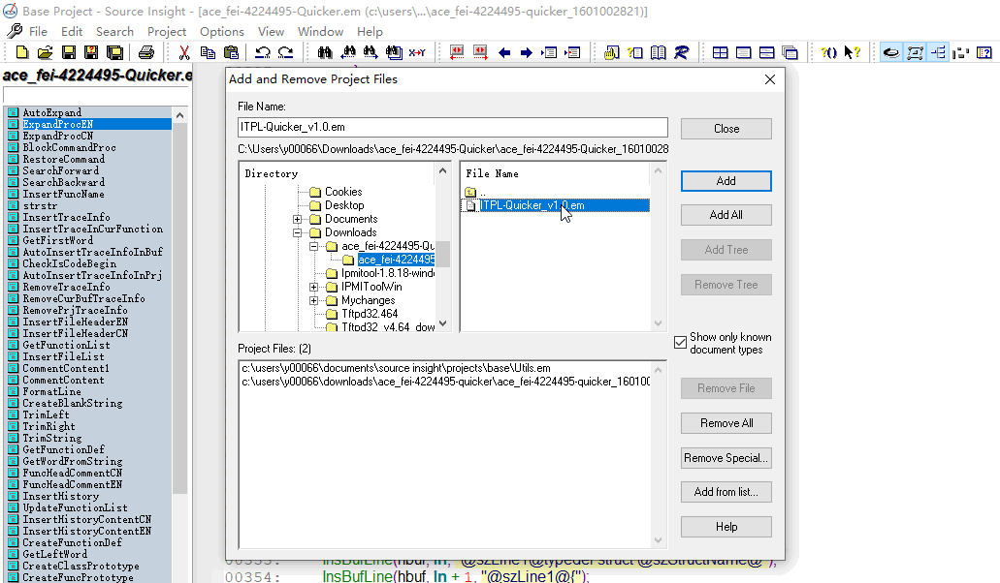 Base Project - Source Insight - [ace_fei-4224495-Quicker.em (c:\users\...\ace_fei-4224495-quicker_1601002821)]
File Edit Search Project Options View Window Help
ace_fei-4224495-Quicker.e
AutoExpand
ExpandProcEN
ExpandProcCN
BlockCommandProc
RestoreCommand
SearchForward
SearchBackward
InsertFuncName
strstr
InsertTraceInfo
InsertTraceInCurFunction
GetFirstWord
AutoInsertTraceInfoInBuf
CheckIsCodeBegin
AutoInsertTraceInfoInPrj
RemoveTraceInfo
RemoveCurBufTraceInfo
RemovePrjTraceInfo
InsertFileHeaderEN
InsertFileHeaderCN
GetFunctionList
InsertFileList
CommentContent1
CommentContent
FormatLine
CreateBlankString
TrimLeft
TrimRight
TrimString
GetFunctionDef
GetWordFromString
FuncHeadCommentCN
FuncHeadCommentEN
InsertHistory
UpdateFunctionList
InsertHistoryContentCN
InsertHistoryContentEN
CreateFunctionDef
GetLeftWord
CreateClassPrototype
CreateFuncPrototype
Add and Remove Project Files
File Name:
ITPL-Quicker_v1.0.em
C:\Users\y00066\Downloads\ace_fei-4224495-Quicker\ace_fei-4224495-Quicker_16010028
Directory
Cookies
Desktop
Documents
Downloads
ace_fei-4224495-Qu
ace_fei-4224495
Ipmitool-1.8.18-windo
IPMIToolWin
Mychanges
Tftpd32.464
Tftpd32_v4.64_dow
File Name
..
ITPL-Quicker_v1.0.em
Project Files: (2)
c:\users\y00066\documents\source insight\projects\base\Utils.em
c:\users\y00066\downloads\ace_fei-4224495-quicker\ace_fei-4224495-quicker_160100
Close
Add
Add All
Add Tree
Remove Tree
Show only known
document types
Remove File
Remove All
Remove Special...
Add from list...
Help
00353: InsBufLine(hbuf, ln, "@szLine1@typedef struct @szStructName@");
00354: InsBufLine(hbuf, ln + 1, "@szLine1@{");